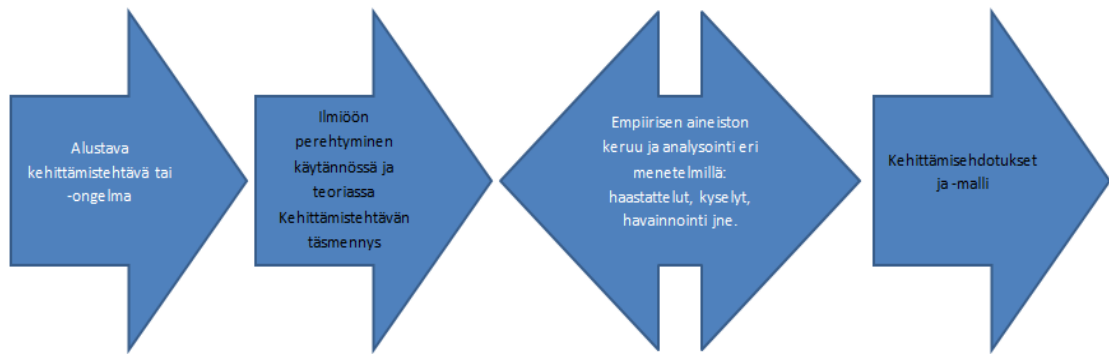 Alustava
kehittämistehtävä tai
-ongelma
Ilmiöön
perehtyminen
käytännössä ja
teoriassa
Kehittämistehtävän
täsmennys
Empiirisen aineiston
keruu ja analysointi eri
menetelmillä:
haastattelut, kyselyt,
havainnointi jne.
Kehittämisehdotukset
ja -malli